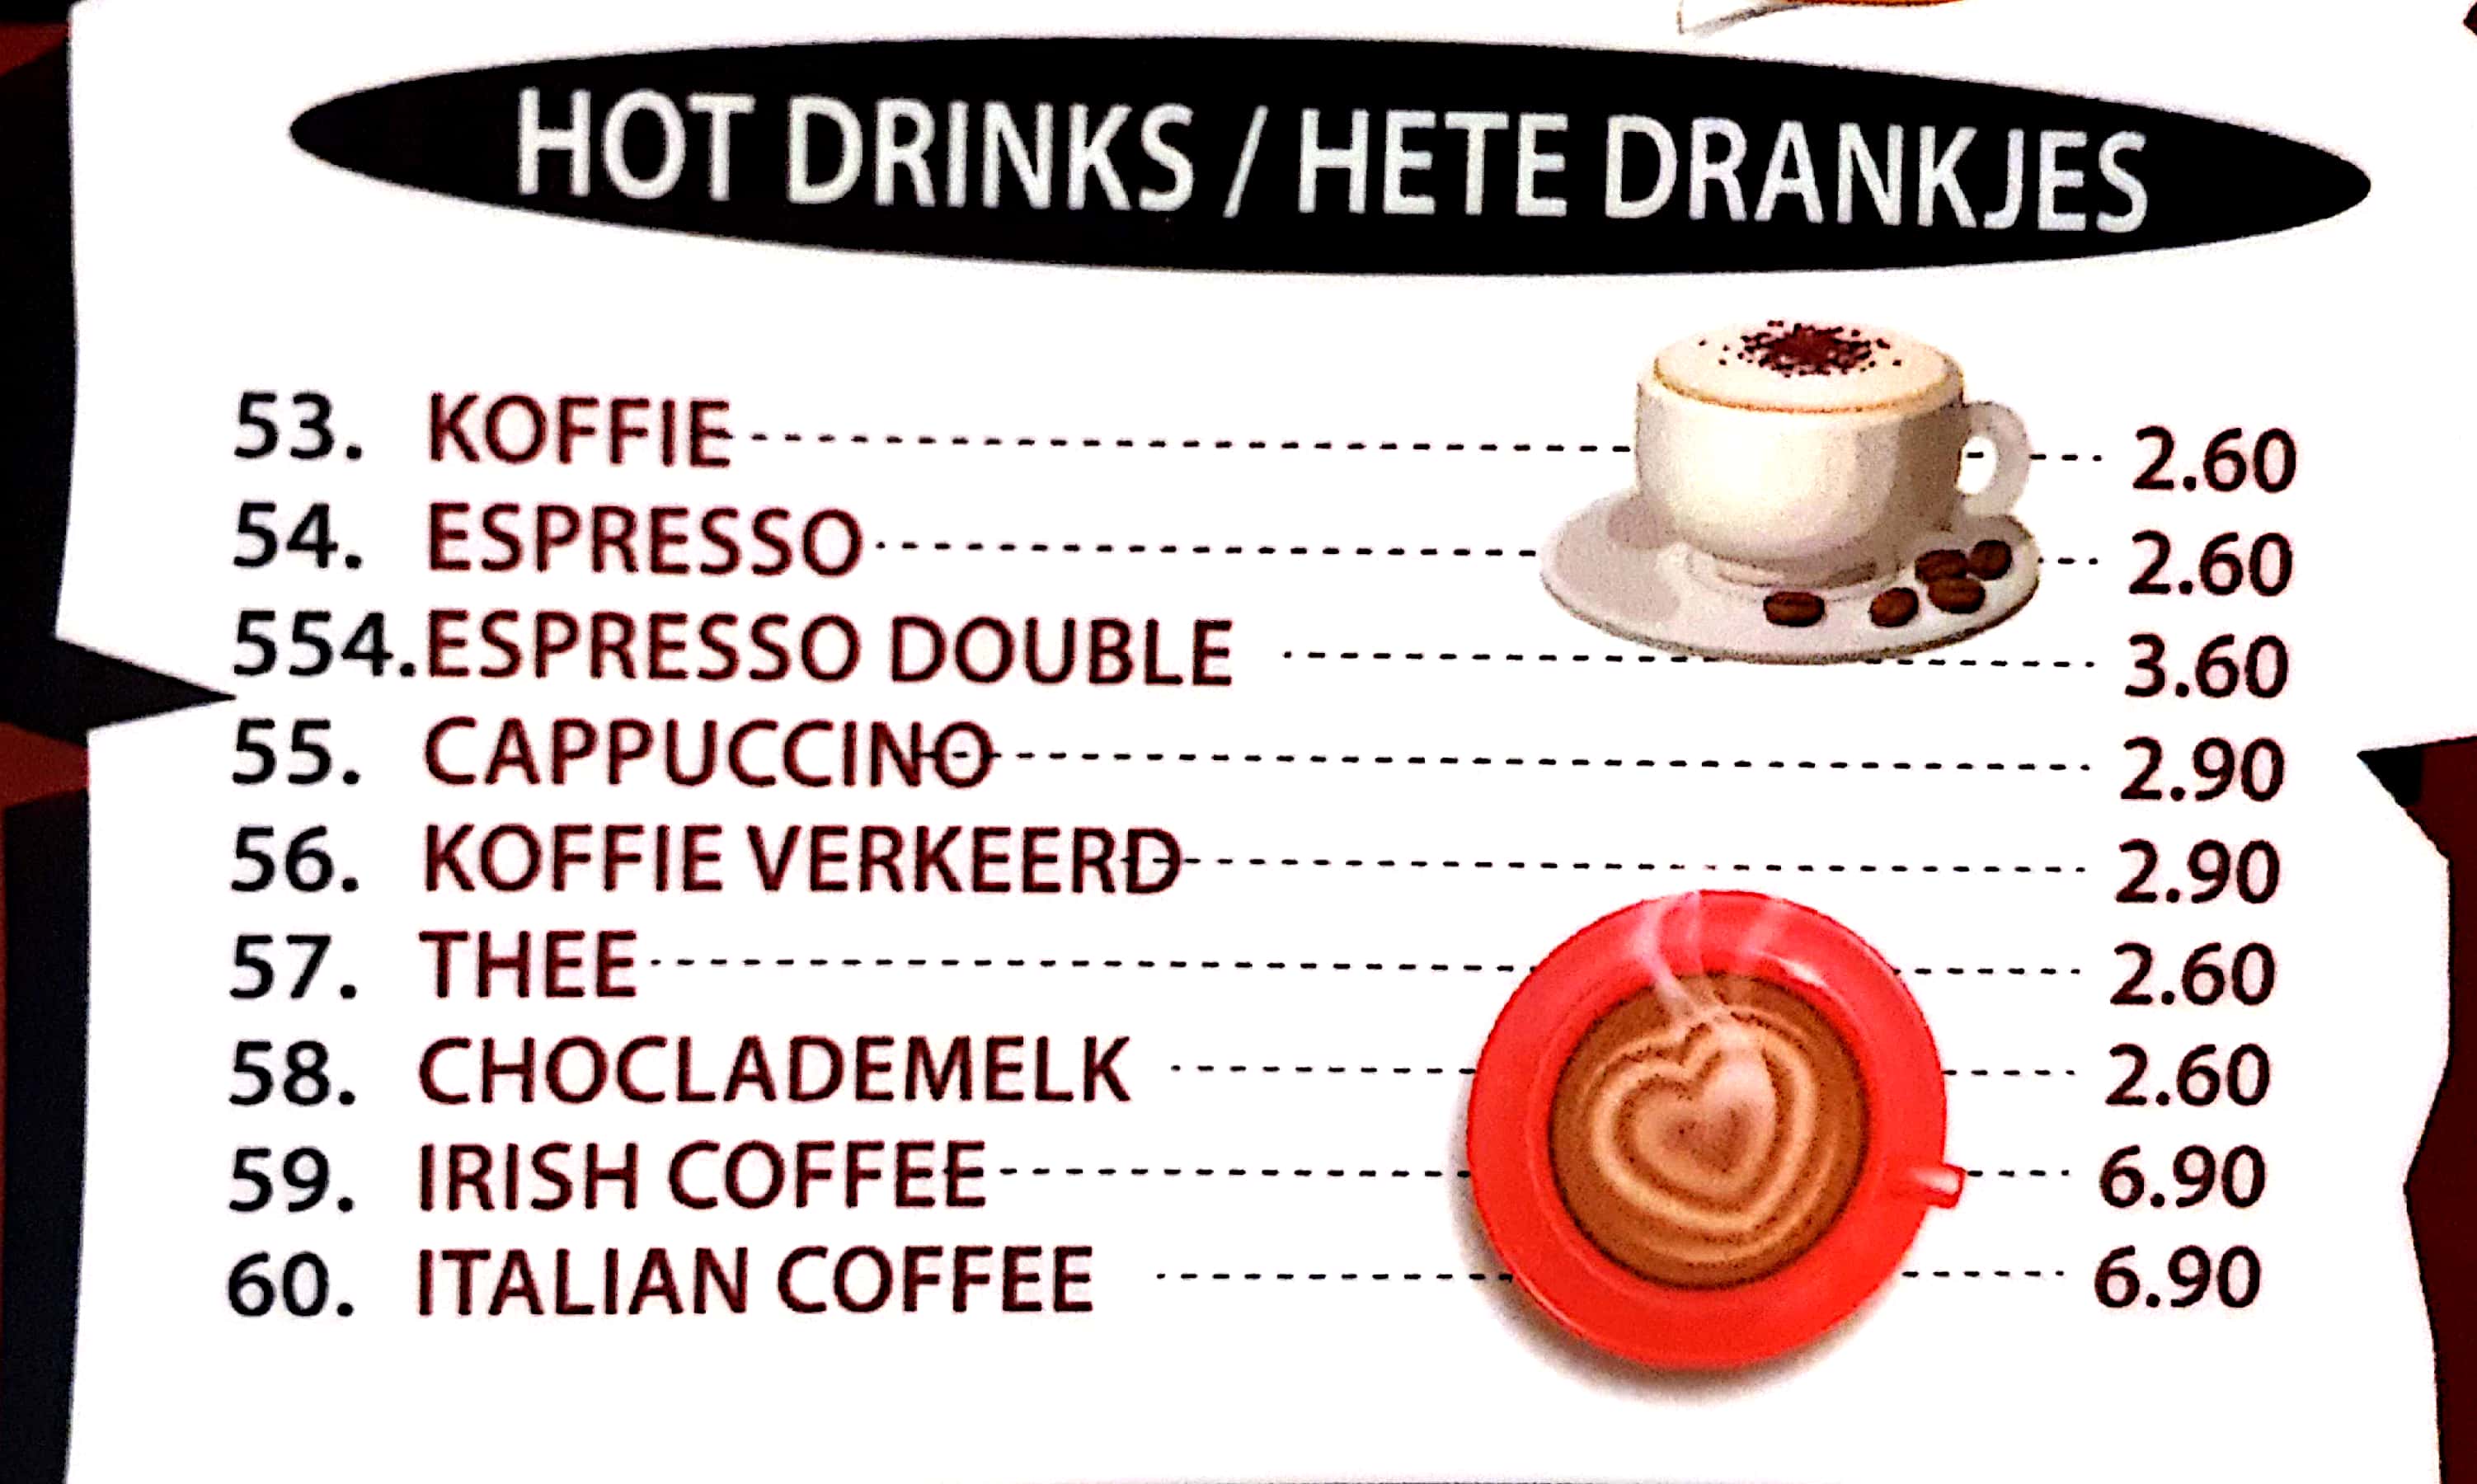 HOT DRINKS / HETE DRANKJES
53. KOFFIE 2.60
54. ESPRESSO 2.60
554. ESPRESSO DOUBLE 3.60
55. CAPPUCCINO 2.90
56. KOFFIE VERKEERD 2.90
57. THEE 2.60
58. CHOCLADEMELK 2.60
59. IRISH COFFEE 6.90
60. ITALIAN COFFEE 6.90